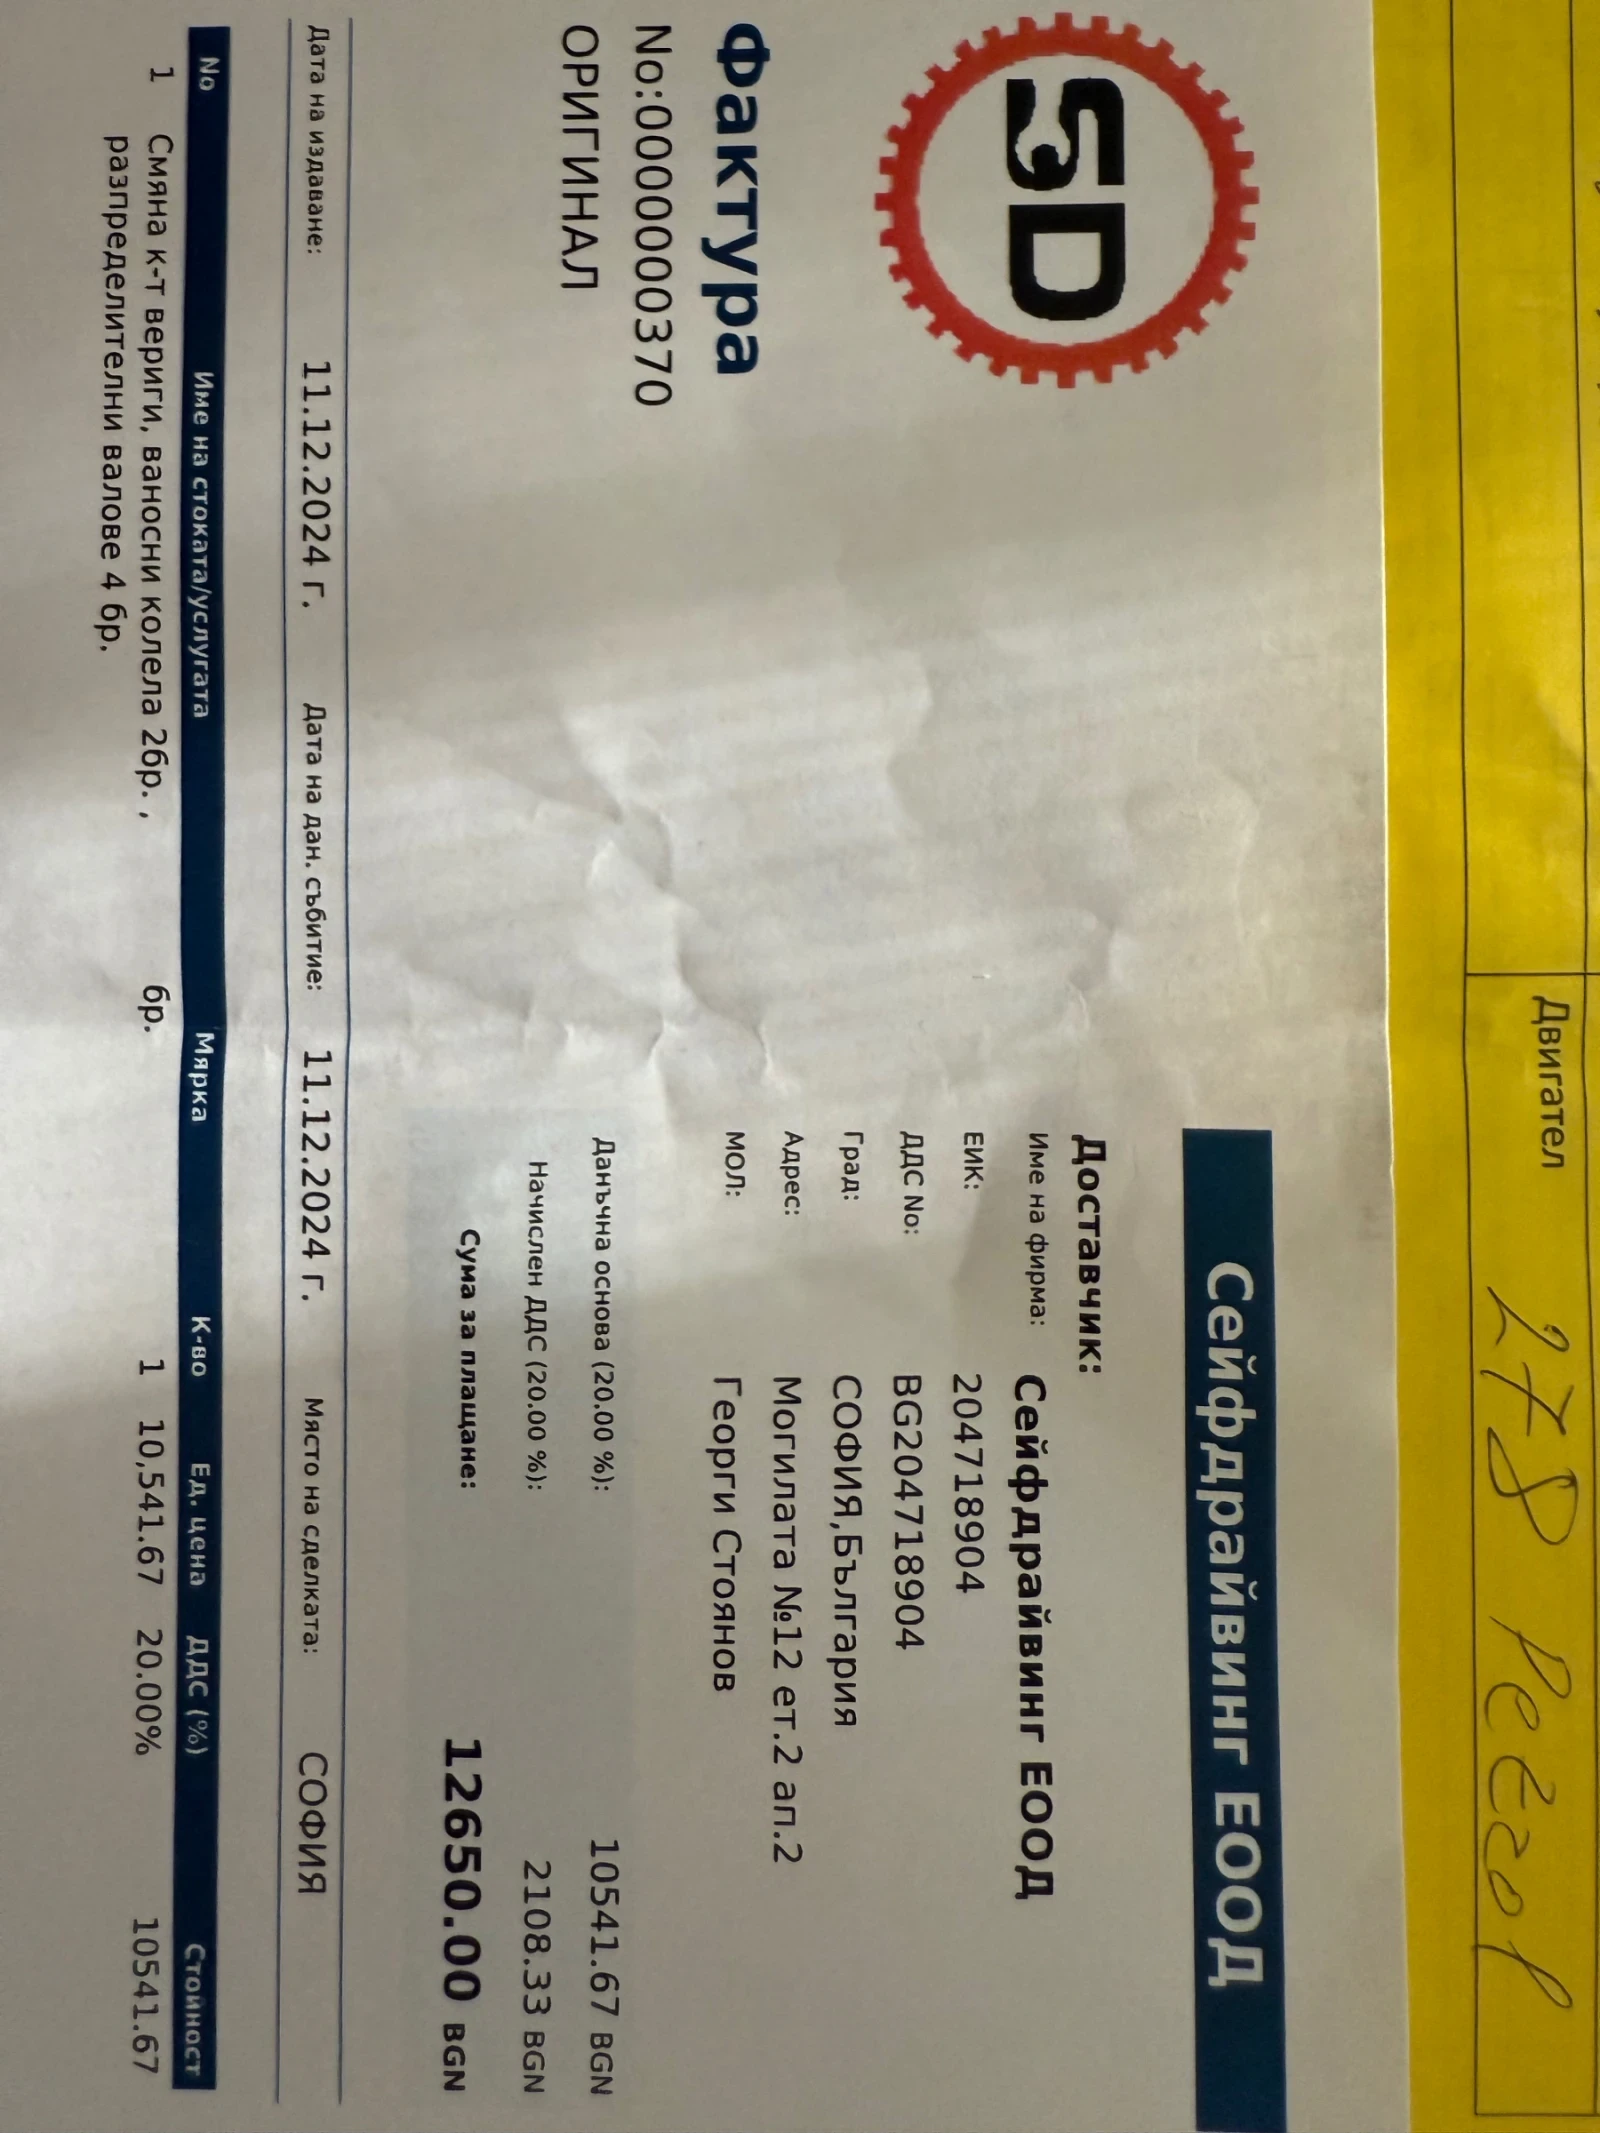 Двигател 278
SD
Сейфдрайвинг ЕООД
Фактура
No:0000000370
ОРИГИНАЛ
Доставчик:
Име на фирма: Сейфдрайвинг ЕООД
ЕИК: 204718904
ДДС No: BG204718904
Град: СОФИЯ,България
Адрес: Могилата №12 ет.2 ап.2
МОЛ: Георги Стоянов
Данъчна основа (20.00 %): 10541.67 BGN
Начислен ДДС (20.00 %): 2108.33 BGN
Сума за плащане: 12650.00 BGN
Дата на издаване: 11.12.2024 г. Дата на дан. събитие: 11.12.2024 г. Място на сделката: СОФИЯ
No Име на стоката/услугата Мярка К-во Ед. цена ДДС (%) Стойност
1 Смяна к-т вериги, ваносни колела 2бр. , бр. 1 10,541.67 20.00% 10541.67
разпределителни валове 4 бр.